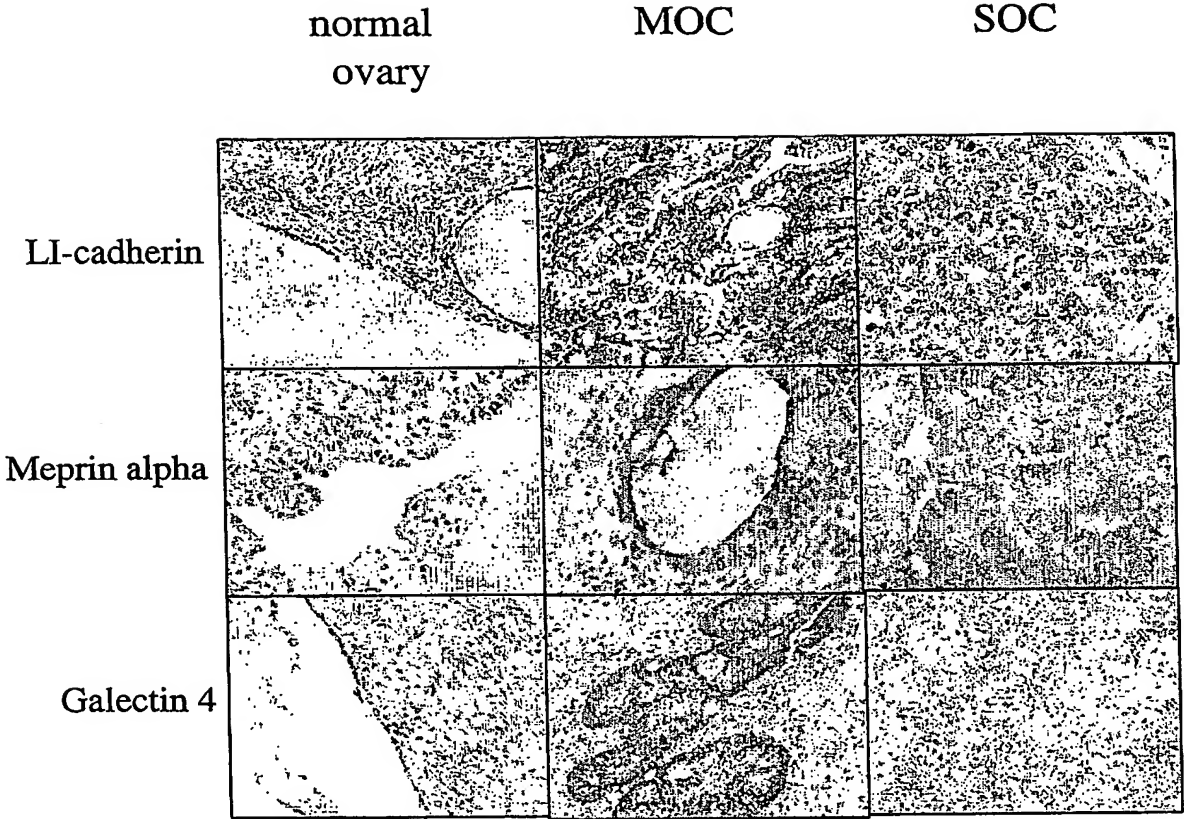 normal
ovary
MOC
SOC
LI-cadherin
Meprin alpha
Galectin 4